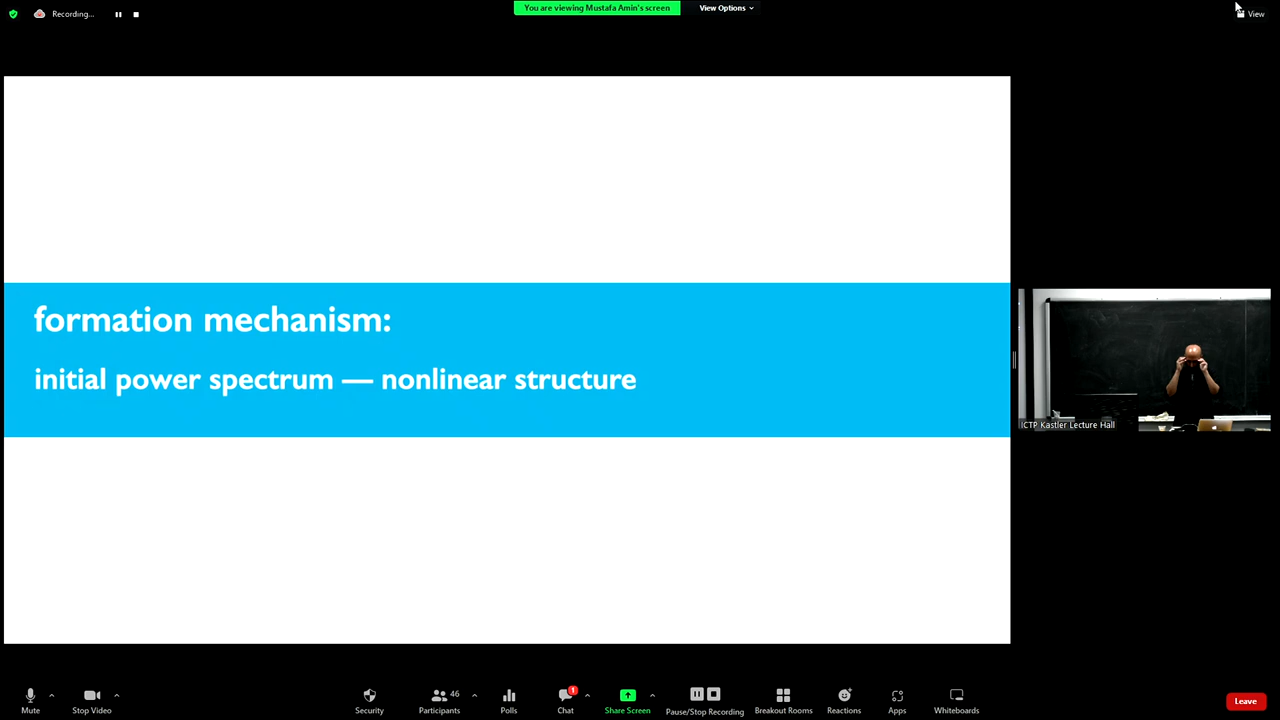 Recording...
You are viewing Mustafa Amin's screen
View Options
View
formation mechanism:
initial power spectrum — nonlinear structure
ICTP Kastler Lecture Hall
Mute
Stop Video
Security
46
Participants
Polls
1
Chat
Share Screen
Pause/Stop Recording
Breakout Rooms
Reactions
Apps
Whiteboards
Leave